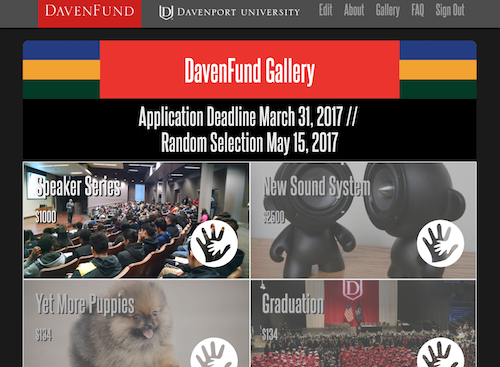 DAVENFUND
DAVENPORT UNIVERSITY
Edit About Gallery FAQ Sign Out
DavenFund Gallery
Application Deadline March 31, 2017 //
Random Selection May 15, 2017
Speaker Series
$1000
New Sound System
$2500
Yet More Puppies
$134
Graduation
$134